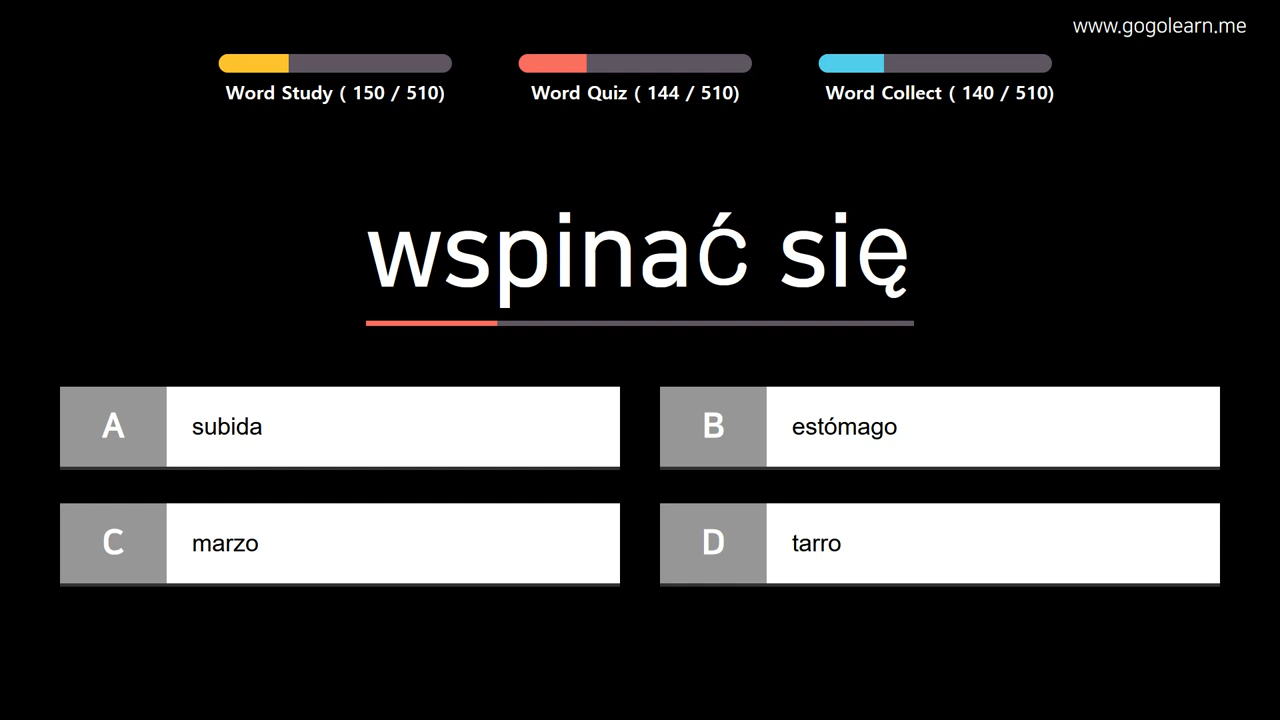 www.gogolearn.me
Word Study ( 150 / 510)
Word Quiz ( 144 / 510)
Word Collect ( 140 / 510)
wspinać się
A subida
B estómago
C marzo
D tarro